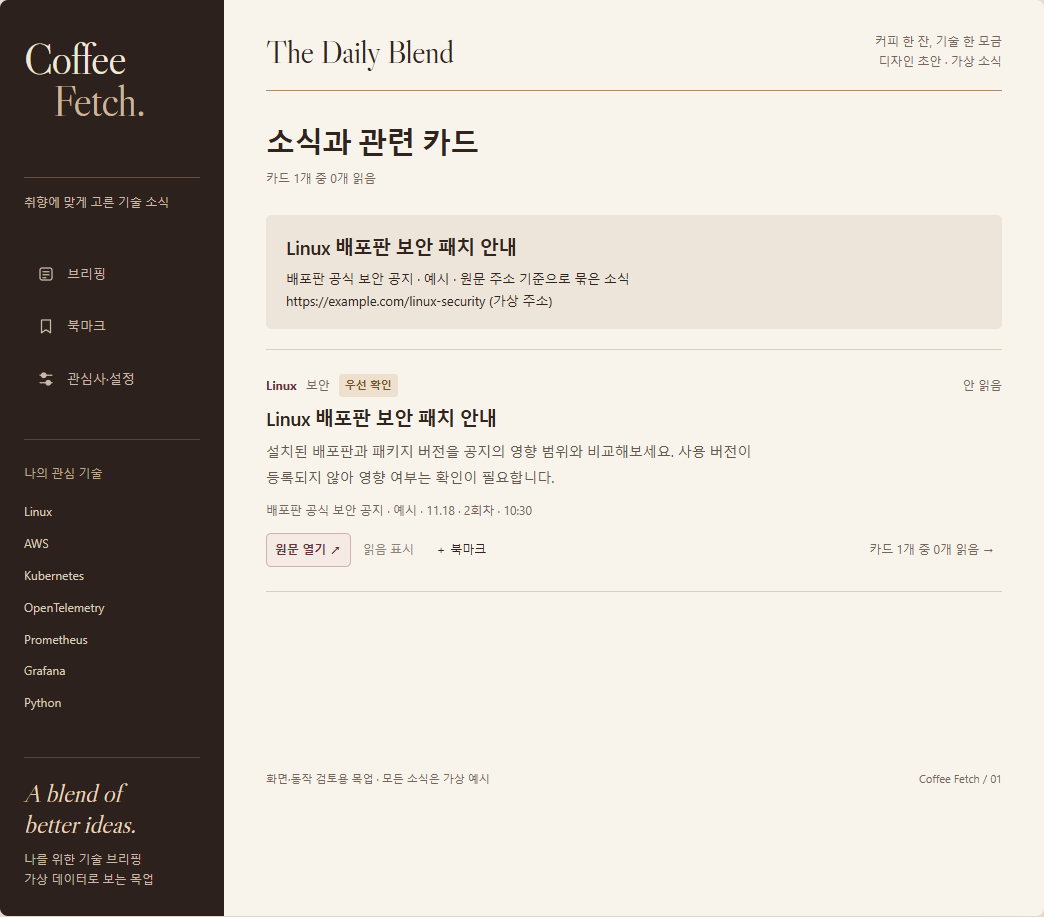 Coffee
Fetch.
취향에 맞게 고른 기술 소식
브리핑
북마크
관심사·설정
나의 관심 기술
Linux
AWS
Kubernetes
OpenTelemetry
Prometheus
Grafana
Python
A blend of
better ideas.
나를 위한 기술 브리핑
가상 데이터로 보는 목업
The Daily Blend
커피 한 잔, 기술 한 모금
디자인 초안 · 가상 소식
소식과 관련 카드
카드 1개 중 0개 읽음
Linux 배포판 보안 패치 안내
배포판 공식 보안 공지 · 예시 · 원문 주소 기준으로 묶은 소식
https://example.com/linux-security (가상 주소)
Linux 보안 우선 확인 안 읽음
Linux 배포판 보안 패치 안내
설치된 배포판과 패키지 버전을 공지의 영향 범위와 비교해보세요. 사용 버전이
등록되지 않아 영향 여부는 확인이 필요합니다.
배포판 공식 보안 공지 · 예시 · 11.18 · 2회차 · 10:30
원문 열기 ↗ 읽음 표시 + 북마크 카드 1개 중 0개 읽음 →
화면·동작 검토용 목업 · 모든 소식은 가상 예시
Coffee Fetch / 01